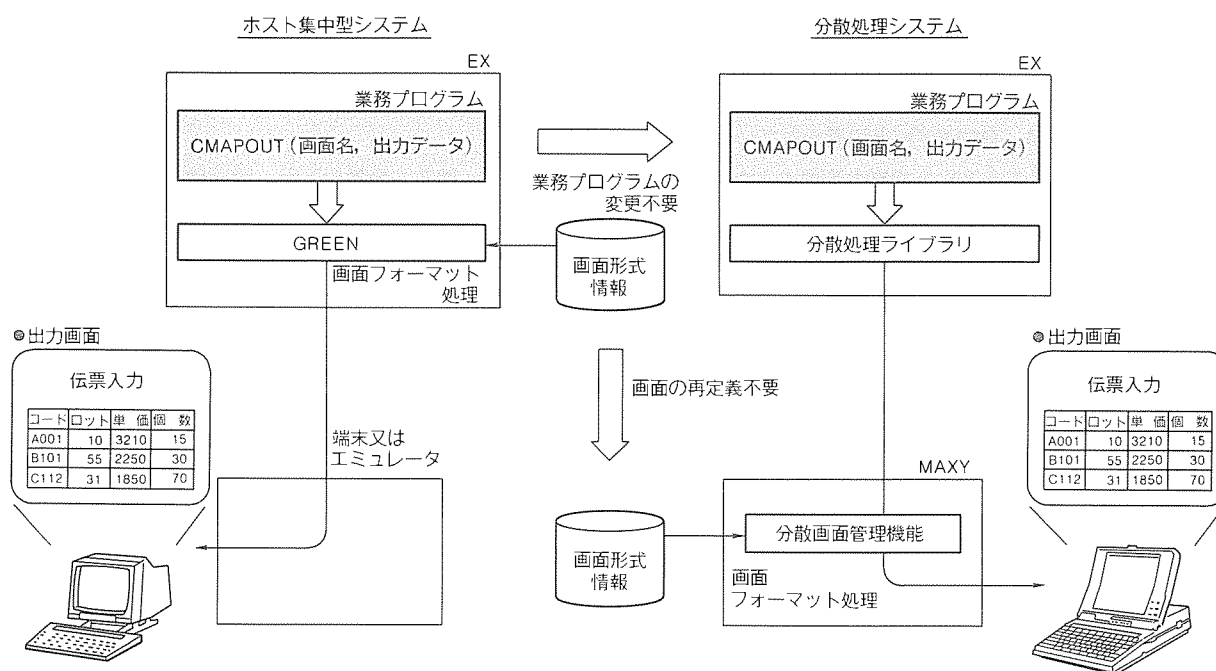 ホスト集中型システム
EX
業務プログラム
CMAPOUT(画面名, 出力データ)
GREEN
画面フォーマット
処理
業務プログラムの
変更不要
画面形式
情報
分散処理システム
EX
業務プログラム
CMAPOUT(画面名, 出力データ)
分散処理ライブラリ
◎出力画面
伝票入力
コード ロット 単 価 個 数
A001 10 3210 15
B101 55 2250 30
C112 31 1850 70
端末又は
エミュレータ
画面の再定義不要
画面形式
情報
MAXY
分散画面管理機能
画面
フォーマット処理
◎出力画面
伝票入力
コード ロット 単 価 個 数
A001 10 3210 15
B101 55 2250 30
C112 31 1850 70